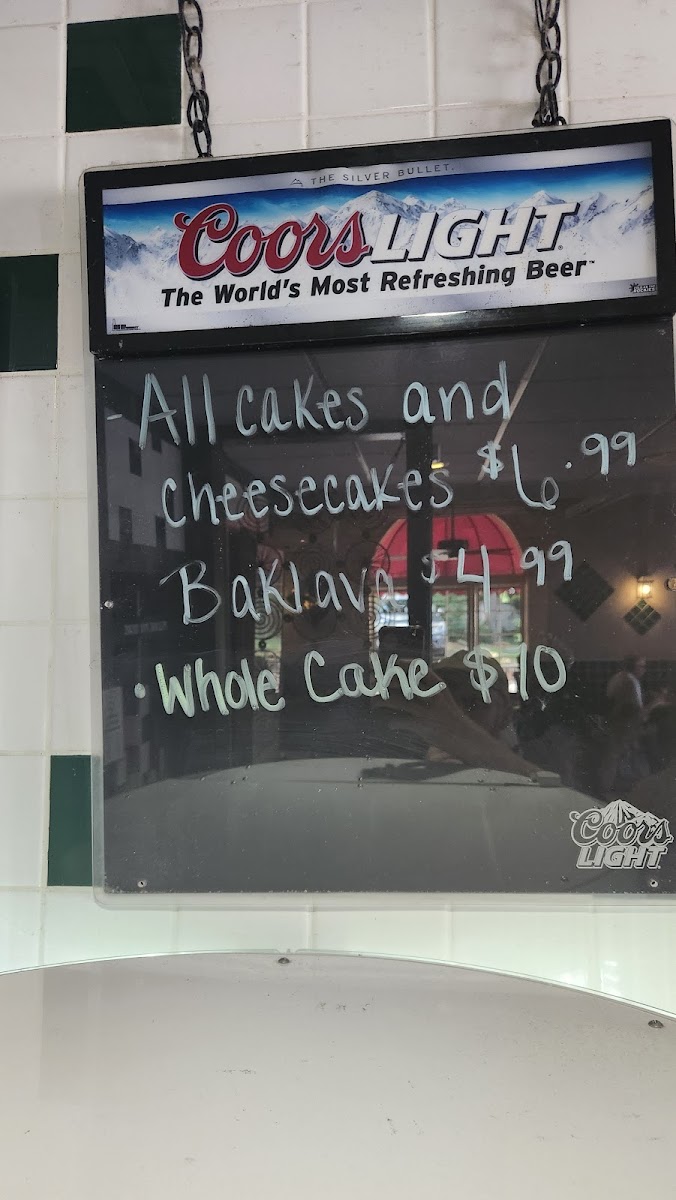 THE SILVER BULLET.
Coors LIGHT
The World's Most Refreshing Beer™
All cakes and
cheesecakes $6.99
Baklava $4.99
• Whole Cake $10
Coors
LIGHT